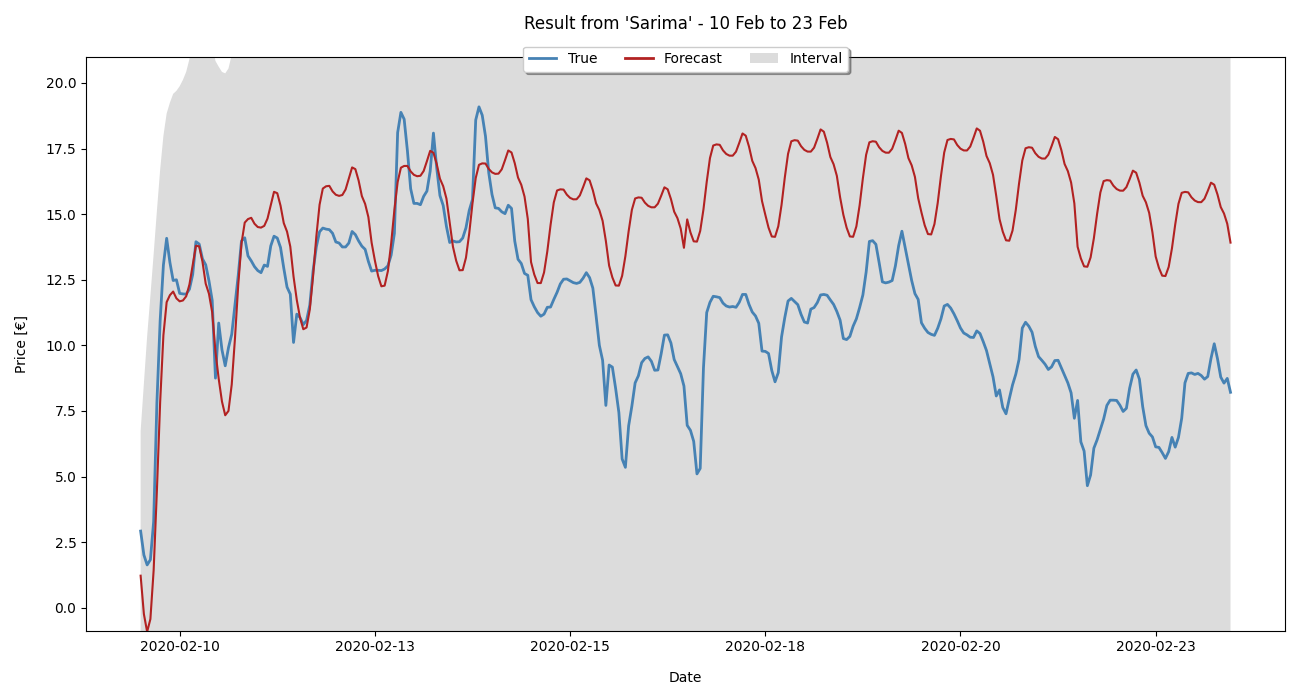 Result from 'Sarima' - 10 Feb to 23 Feb
True Forecast Interval
20.0
17.5
15.0
12.5
10.0
7.5
5.0
2.5
0.0
Price [€]
2020-02-10 2020-02-13 2020-02-15 2020-02-18 2020-02-20 2020-02-23
Date